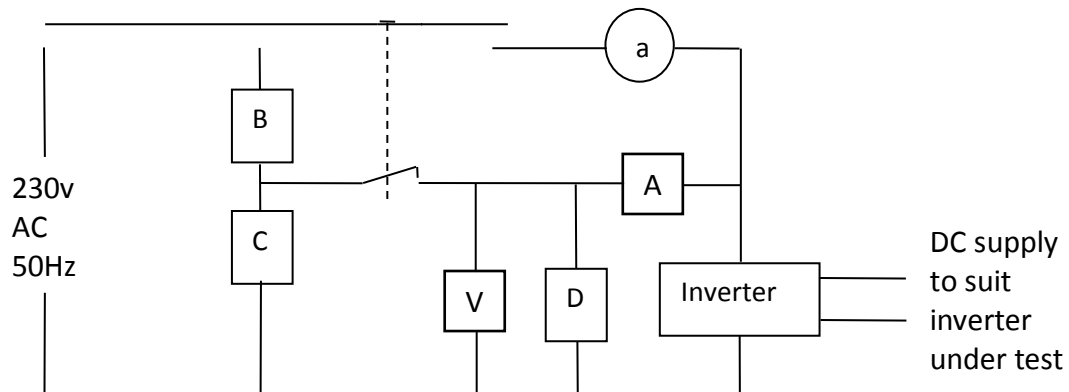 a
B
230v
AC
50Hz
A
C
DC supply
to suit
inverter
under test
V
D
Inverter